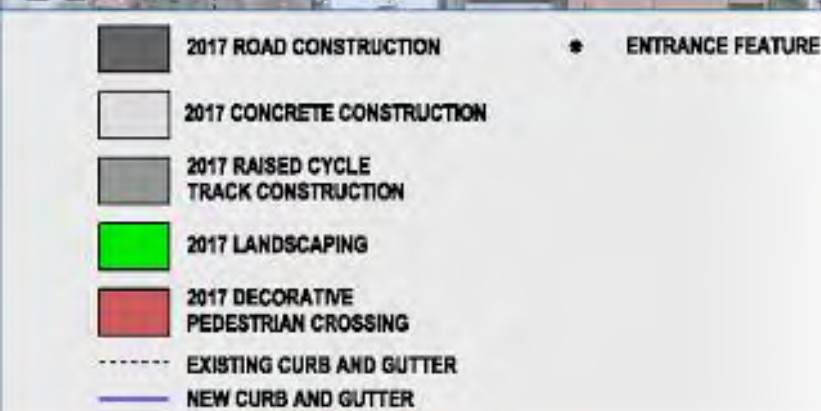 2017 ROAD CONSTRUCTION
ENTRANCE FEATURE
2017 CONCRETE CONSTRUCTION
2017 RAISED CYCLE
TRACK CONSTRUCTION
2017 LANDSCAPING
2017 DECORATIVE
PEDESTRIAN CROSSING
EXISTING CURB AND GUTTER
NEW CURB AND GUTTER